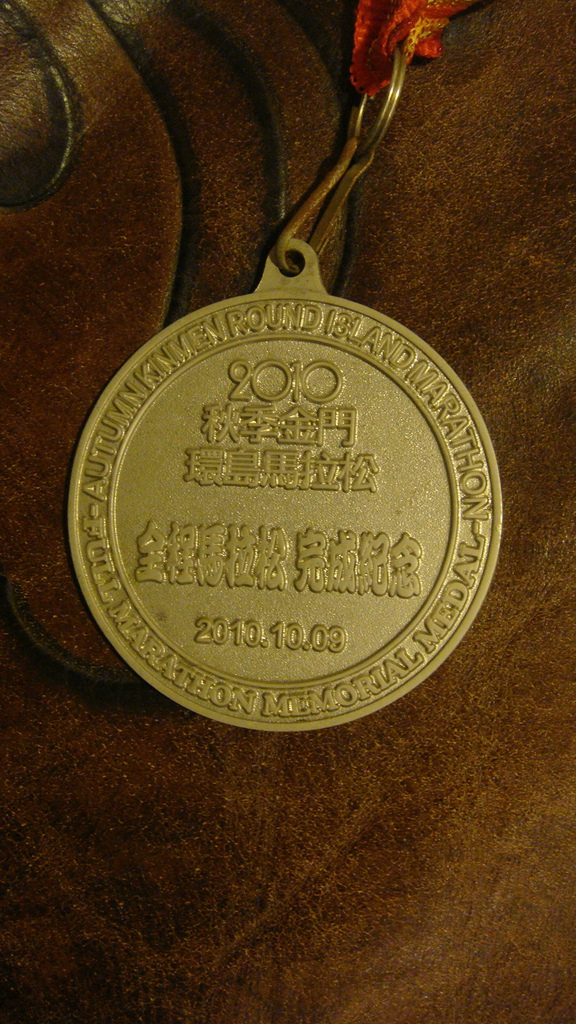 AUTUMN KINMEN ROUND ISLAND MARATHON
2010
秋季金門
環島馬拉松
全程馬拉松 完成紀念
2010.10.09
-FULL MARATHON MEMORIAL MEDAL-